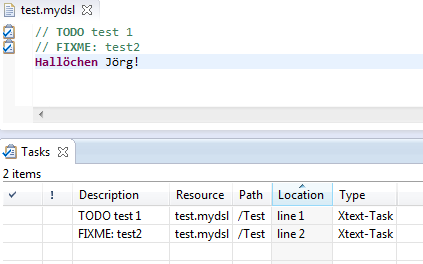 test.mydsl
// TODO test 1
// FIXME: test2
Hallöchen Jörg!
Tasks
2 items
! Description Resource Path Location Type
TODO test 1 test.mydsl /Test line 1 Xtext-Task
FIXME: test2 test.mydsl /Test line 2 Xtext-Task